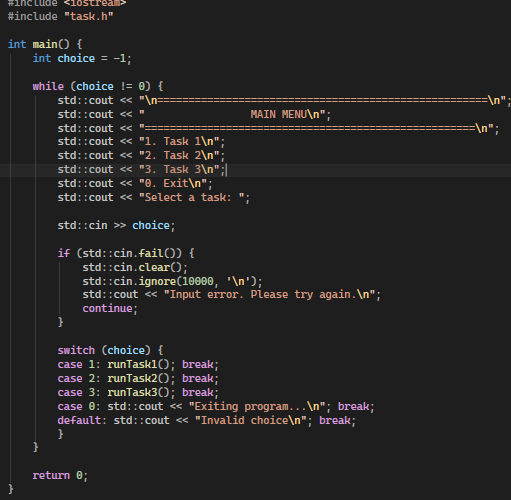 #include <iostream>
#include "task.h"
int main() {
    int choice = -1;
    while (choice != 0) {
        std::cout << "\n=====================================================\n";
        std::cout << "                 MAIN MENU\n";
        std::cout << "=====================================================\n";
        std::cout << "1. Task 1\n";
        std::cout << "2. Task 2\n";
        std::cout << "3. Task 3\n";
        std::cout << "0. Exit\n";
        std::cout << "Select a task: ";
        std::cin >> choice;
        if (std::cin.fail()) {
            std::cin.clear();
            std::cin.ignore(10000, '\n');
            std::cout << "Input error. Please try again.\n";
            continue;
        }
        switch (choice) {
        case 1: runTask1(); break;
        case 2: runTask2(); break;
        case 3: runTask3(); break;
        case 0: std::cout << "Exiting program...\n"; break;
        default: std::cout << "Invalid choice\n"; break;
        }
    }
    return 0;
}